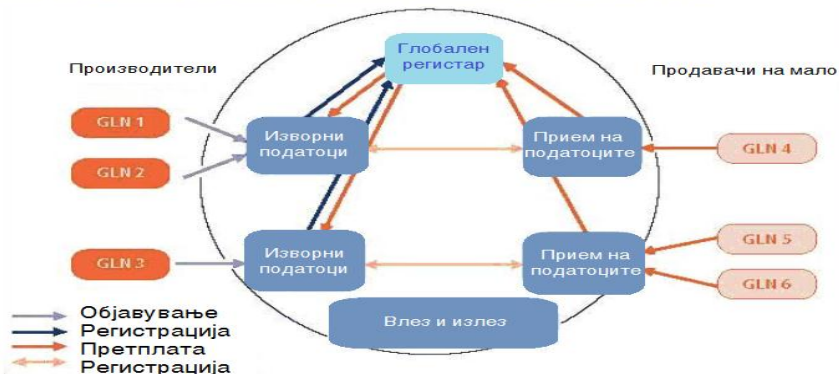 Глобален
регистар
Производители
Продавачи на мало
GLN 1
Изворни
податоци
Прием на
податоците
GLN 2
GLN 4
GLN 3
Изворни
податоци
Прием на
податоците
GLN 5
GLN 6
Влез и излез
Објавување
Регистрација
Претплата
Регистрација